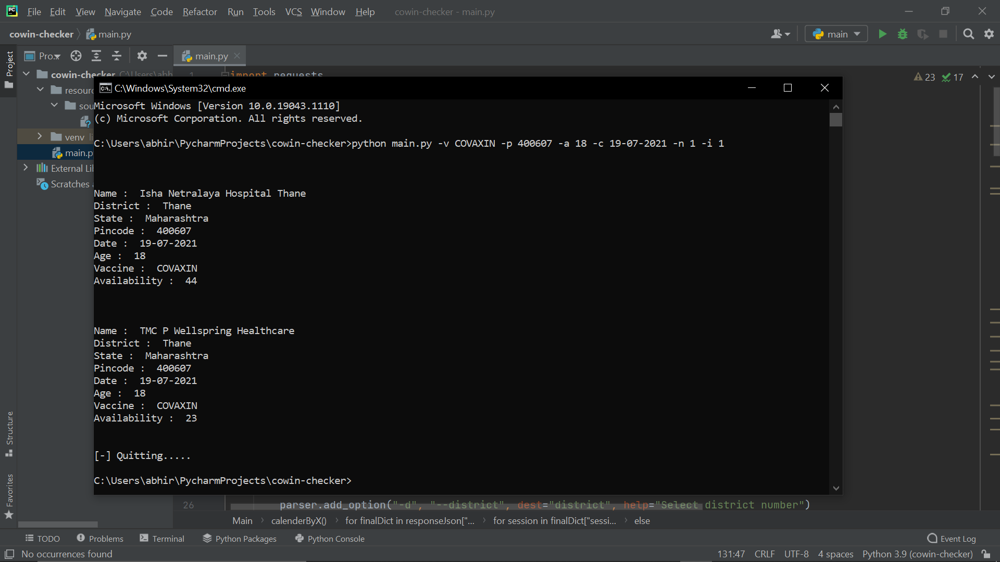 File Edit View Navigate Code Refactor Run Tools VCS Window Help cowin-checker - main.py
cowin-checker main.py main
Project
Pro... main.py
cowin-checker C:\Users\abh
1 import requests
23 17
C:\Windows\System32\cmd.exe
Microsoft Windows [Version 10.0.19043.1110]
(c) Microsoft Corporation. All rights reserved.
venv
main.p
External Li
Scratches
C:\Users\abhir\PycharmProjects\cowin-checker>python main.py -v COVAXIN -p 400607 -a 18 -c 19-07-2021 -n 1 -i 1
Name :  Isha Netralaya Hospital Thane
District :  Thane
State :  Maharashtra
Pincode :  400607
Date :  19-07-2021
Age :  18
Vaccine :  COVAXIN
Availability :  44
Name :  TMC P Wellspring Healthcare
District :  Thane
State :  Maharashtra
Pincode :  400607
Date :  19-07-2021
Age :  18
Vaccine :  COVAXIN
Availability :  23
[-] Quitting.....
C:\Users\abhir\PycharmProjects\cowin-checker>
Structure
Favorites
26 parser.add_option("-d", "--district", dest="district", help="Select district number")
Main calenderByX() for finalDict in responseJson["... for session in finalDict["sessi... else
TODO Problems Terminal Python Packages Python Console Event Log
No occurrences found 131:47 CRLF UTF-8 4 spaces Python 3.9 (cowin-checker)